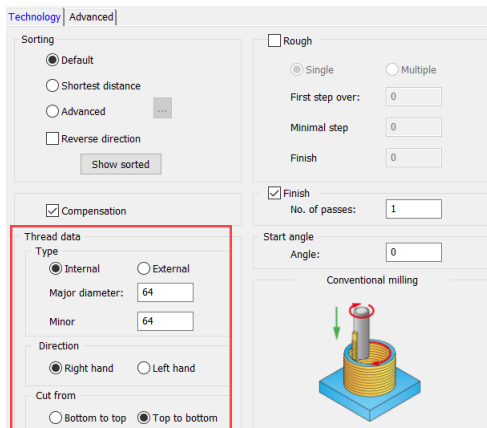 Technology Advanced
Sorting
Default
Shortest distance
Advanced ...
Reverse direction
Show sorted
Compensation
Thread data
Type
Internal External
Major diameter: 64
Minor 64
Direction
Right hand Left hand
Cut from
Bottom to top Top to bottom
Rough
Single Multiple
First step over: 0
Minimal step 0
Finish 0
Finish
No. of passes: 1
Start angle
Angle: 0
Conventional milling